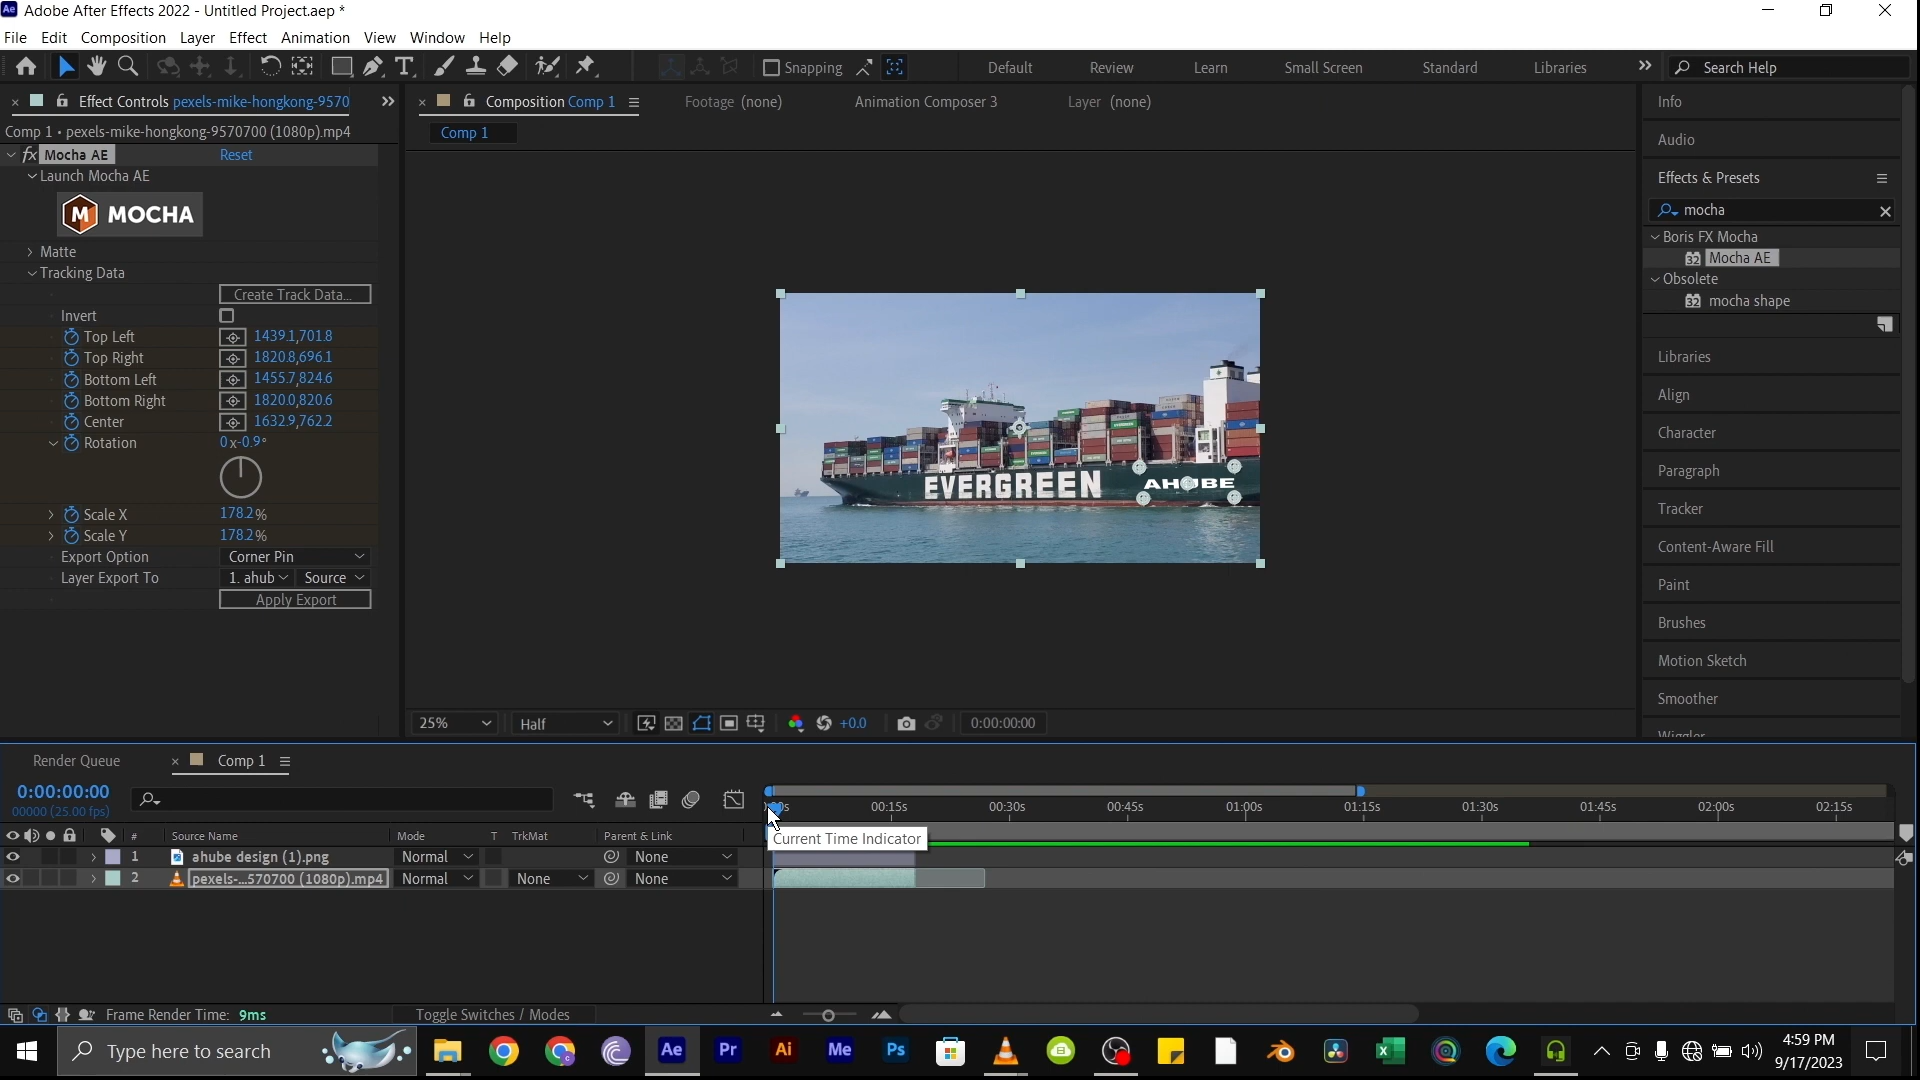 Ae Adobe After Effects 2022 - Untitled Project.aep *
File Edit Composition Layer Effect Animation View Window Help
Snapping Default Review Learn Small Screen Standard Libraries Search Help
Effect Controls pexels-mike-hongkong-9570
Comp 1 • pexels-mike-hongkong-9570700 (1080p).mp4
fx Mocha AE Reset
Launch Mocha AE
M MOCHA
Matte
Tracking Data
Create Track Data...
Invert
Top Left 1439.1,701.8
Top Right 1820.8,696.1
Bottom Left 1455.7,824.6
Bottom Right 1820.0,820.6
Center 1632.9,762.2
Rotation 0x-0.9°
Scale X 178.2%
Scale Y 178.2%
Export Option Corner Pin
Layer Export To 1. ahub Source
Apply Export
Composition Comp 1 Footage (none) Animation Composer 3 Layer (none)
Comp 1
EVERGREEN AHUBE
25% Half +0.0 0:00:00:00
Info
Audio
Effects & Presets
mocha
Boris FX Mocha
32 Mocha AE
Obsolete
32 mocha shape
Libraries
Align
Character
Paragraph
Tracker
Content-Aware Fill
Paint
Brushes
Motion Sketch
Smoother
Wiggler
Render Queue Comp 1
0:00:00:00
00000 (25.00 fps)
00:15s 00:30s 00:45s 01:00s 01:15s 01:30s 01:45s 02:00s 02:15s
# Source Name Mode T TrkMat Parent & Link
Current Time Indicator
1 ahube design (1).png Normal None
2 pexels-...570700 (1080p).mp4 Normal None None
Frame Render Time: 9ms Toggle Switches / Modes
Type here to search Ae Pr Ai Me Ps 4:59 PM
9/17/2023